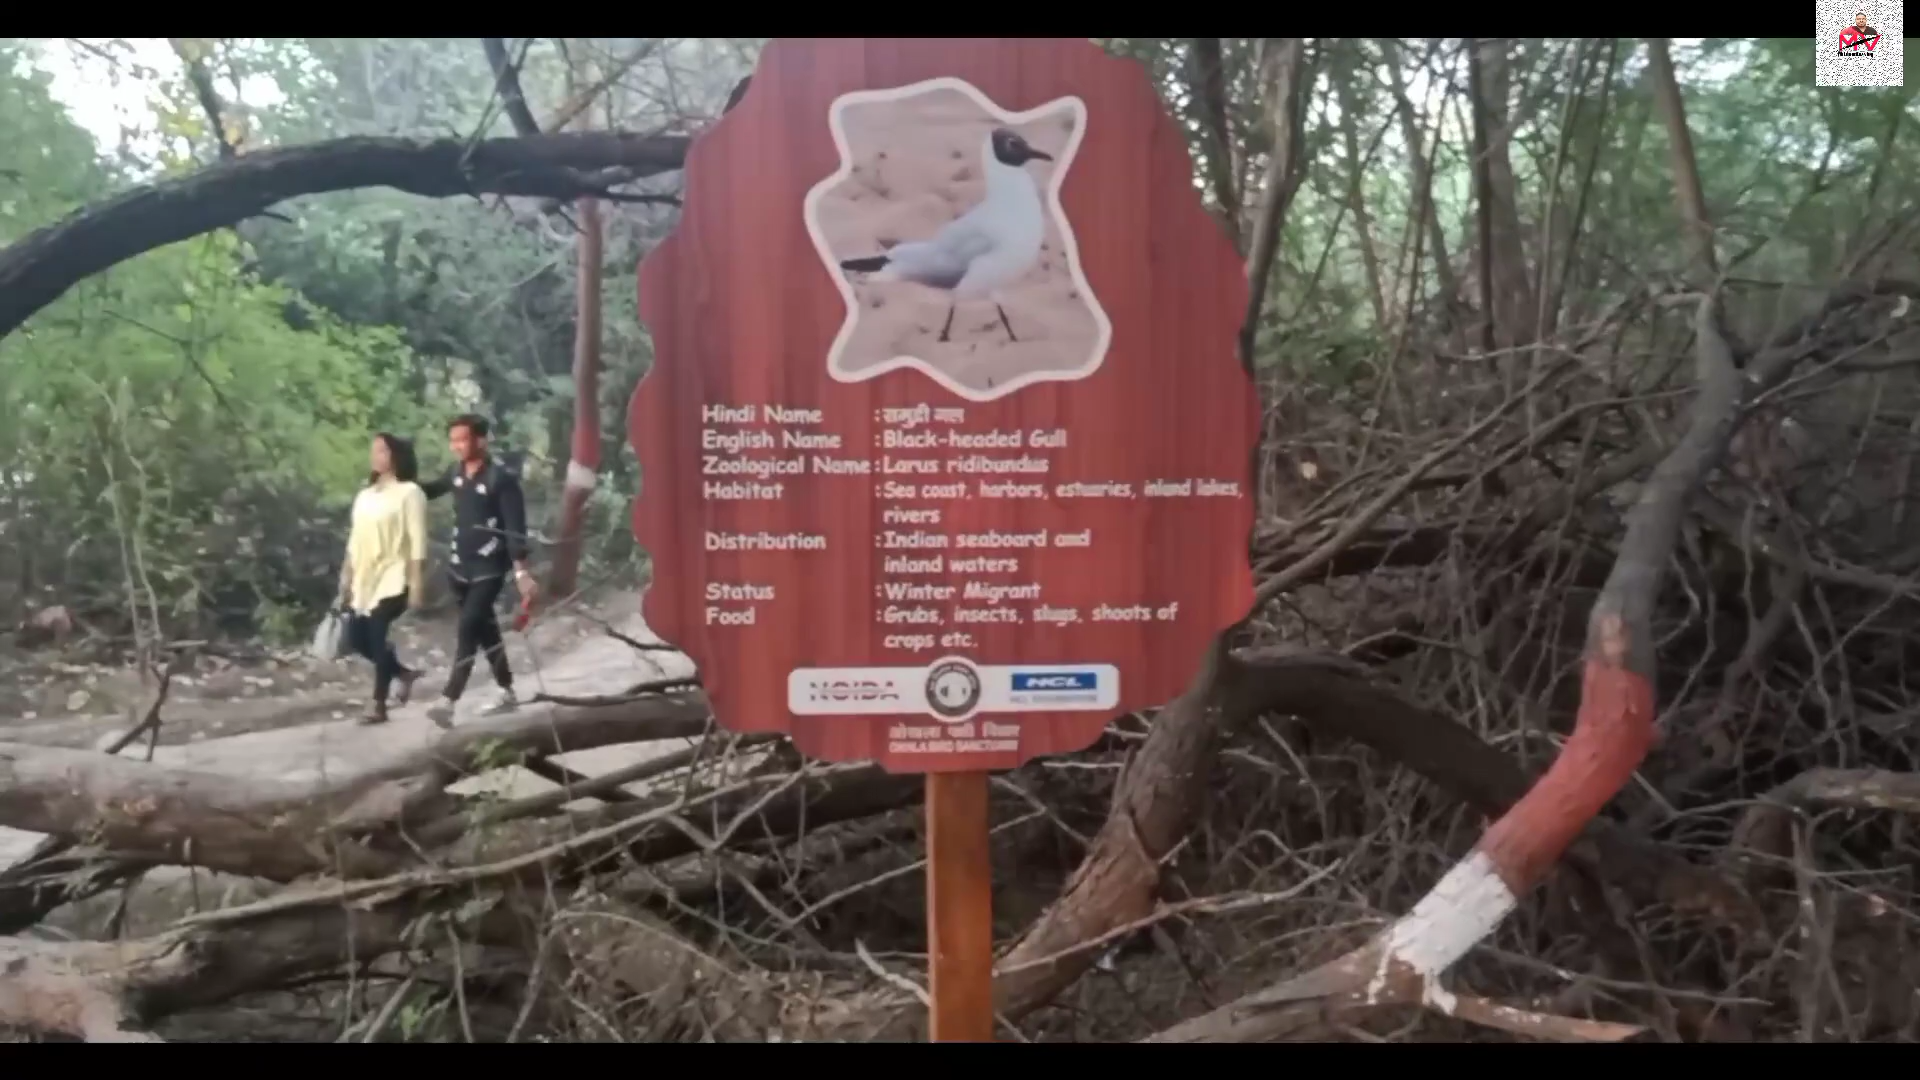 Hindi Name : समुद्री गल
English Name : Black-headed Gull
Zoological Name : Larus ridibundus
Habitat : Sea coast, harbors, estuaries, inland lakes,
rivers
Distribution : Indian seaboard and
inland waters
Status : Winter Migrant
Food : Grubs, insects, slugs, shoots of
crops etc.
NOIDA
HCL
ओखला पक्षी विहार
OKHLA BIRD SANCTUARY